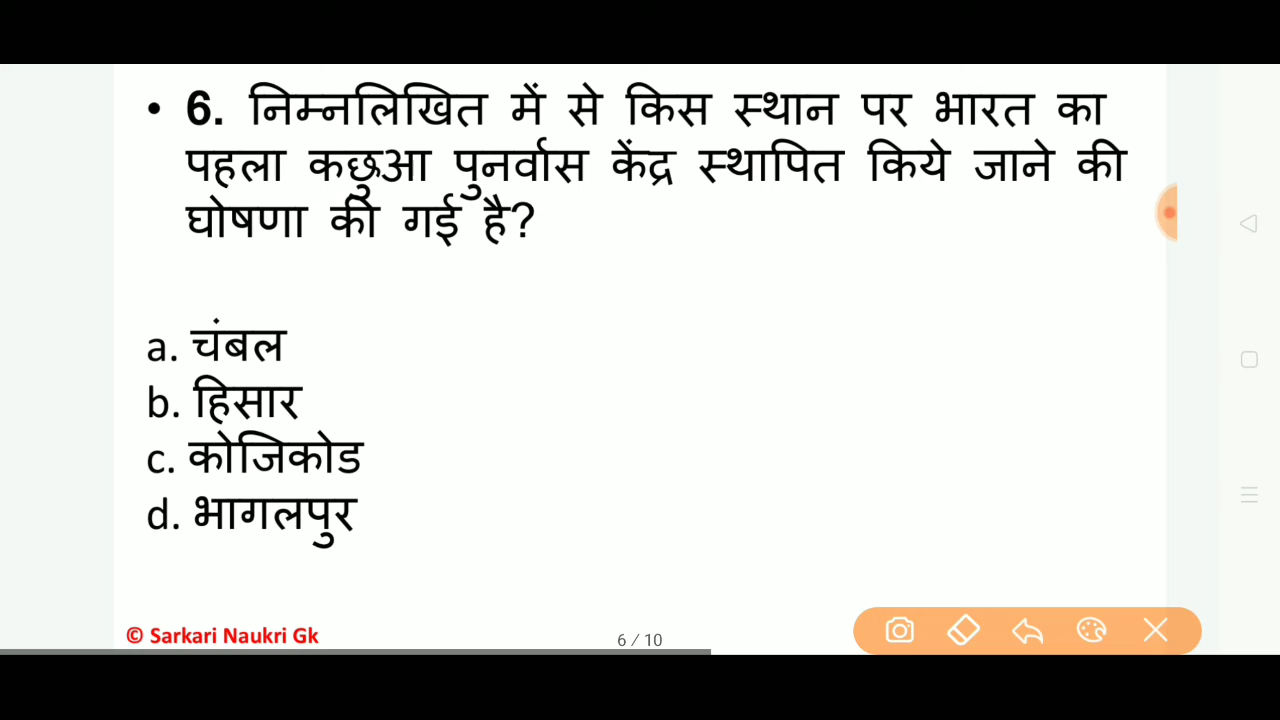 • 6. निम्नलिखित में से किस स्थान पर भारत का
पहला कछुआ पुनर्वास केंद्र स्थापित किये जाने की
घोषणा की गई है?
a. चंबल
b. हिसार
c. कोजिकोड
d. भागलपुर
© Sarkari Naukri Gk
6 / 10